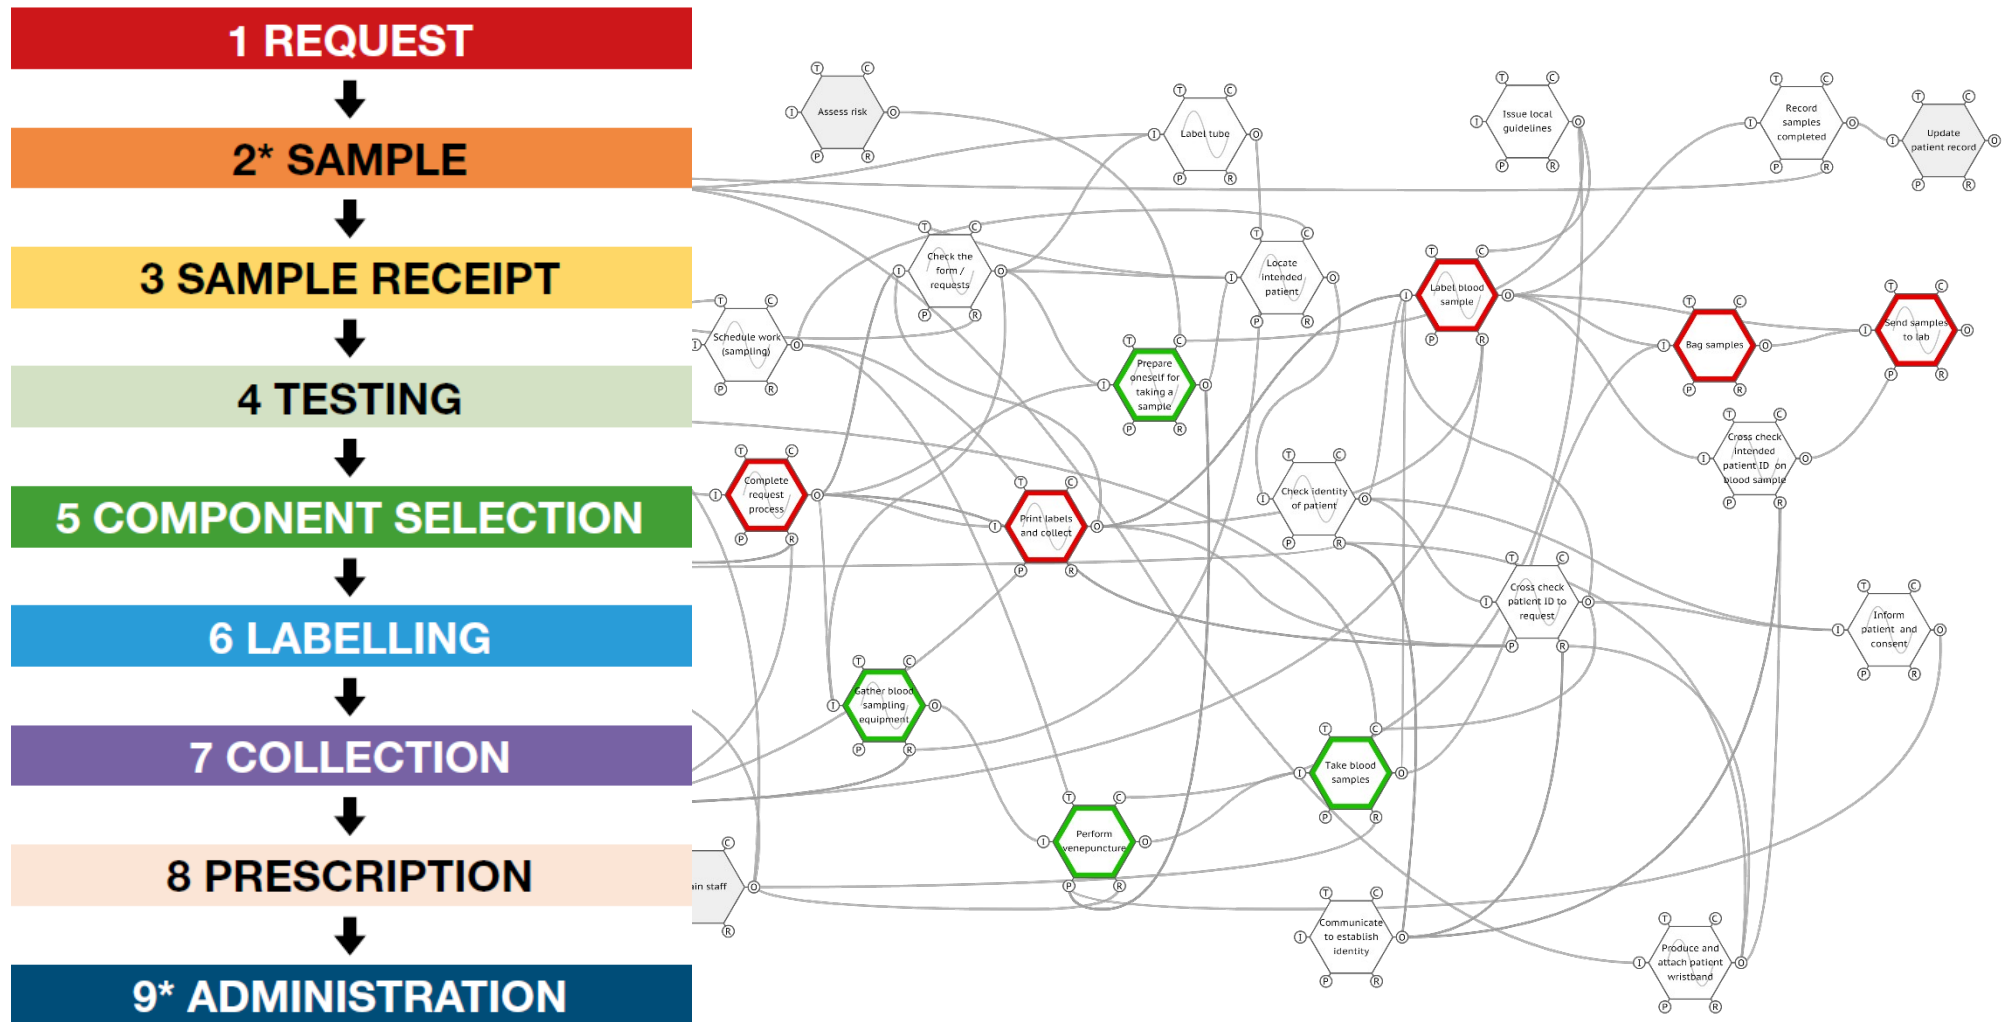 1 REQUEST
2* SAMPLE
3 SAMPLE RECEIPT
4 TESTING
5 COMPONENT SELECTION
6 LABELLING
7 COLLECTION
8 PRESCRIPTION
9* ADMINISTRATION
T C
I Assess risk O
P R
T C
I Label tube O
P R
T C
I Issue local
guidelines O
P R
T C
I Record
samples
completed O
P R
T C
I Update
patient record O
P R
T C
I Check the
form /
requests O
P R
T C
I Locate
intended
patient O
P R
T C
I Label blood
sample O
P R
T C
I Schedule work
(sampling) O
P R
T C
I Prepare
oneself for
taking a
sample O
P R
T C
I Bag samples O
P R
T C
I Send samples
to lab O
P R
T C
I Cross check
intended
patient ID on
blood sample O
P R
T C
I Complete
request
process O
P R
T C
I Print labels
and collect O
P R
T C
I Check identity
of patient O
P R
T C
I Cross check
patient ID to
request O
P R
T C
I Inform
patient and
consent O
P R
T C
I Gather blood
sampling
equipment O
P R
T C
I Take blood
samples O
P R
T C
I Perform
venepuncture O
P R
C
ain staff O
R
T C
I Communicate
to establish
identity O
P R
T C
I Produce and
attach patient
wristband O
P R